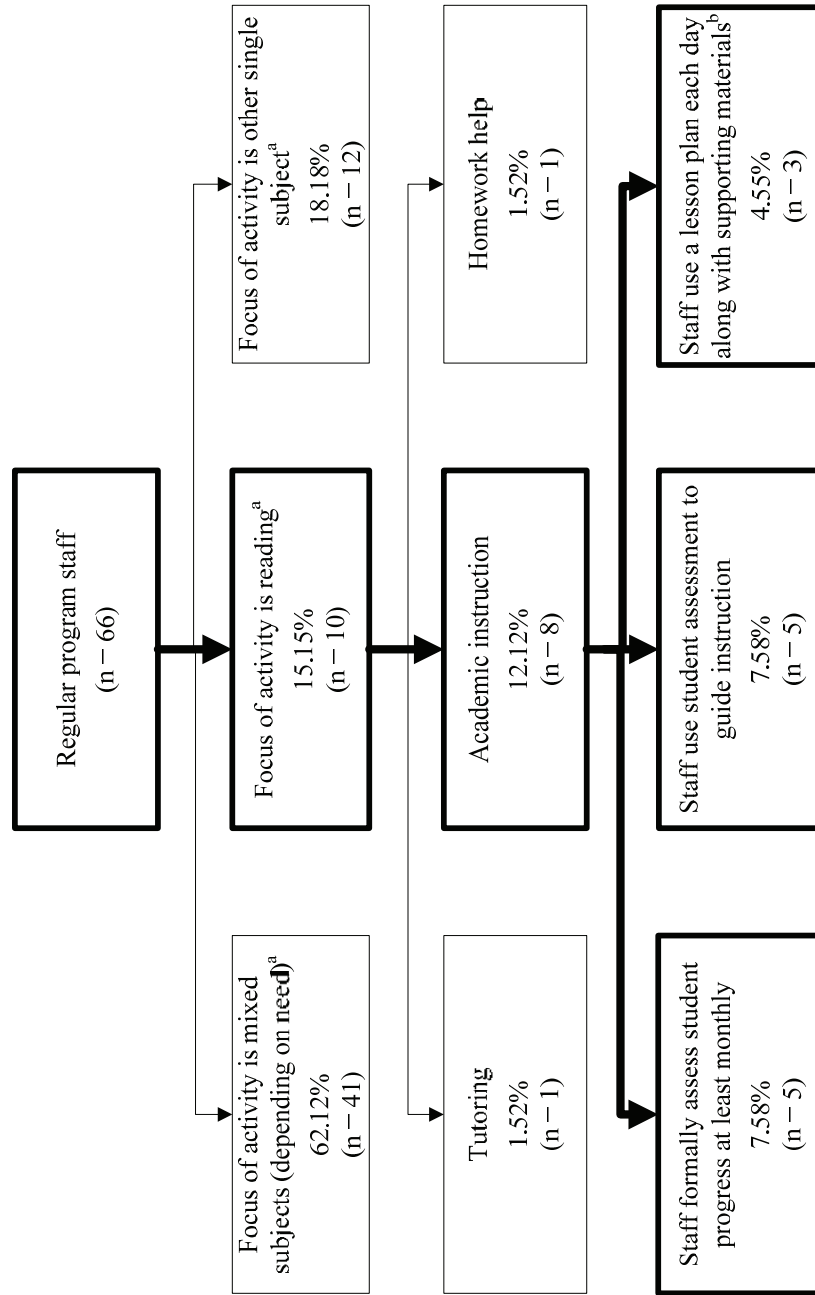 Regular program staff
(n − 66)
Focus of activity is mixed
subjects (depending on need)ᵃ
62.12%
(n − 41)
Focus of activity is readingᵃ
15.15%
(n − 10)
Focus of activity is other single
subjectᵃ
18.18%
(n − 12)
Tutoring
1.52%
(n − 1)
Academic instruction
12.12%
(n − 8)
Homework help
1.52%
(n − 1)
Staff formally assess student
progress at least monthly
7.58%
(n − 5)
Staff use student assessment to
guide instruction
7.58%
(n − 5)
Staff use a lesson plan each day
along with supporting materialsᵇ
4.55%
(n − 3)